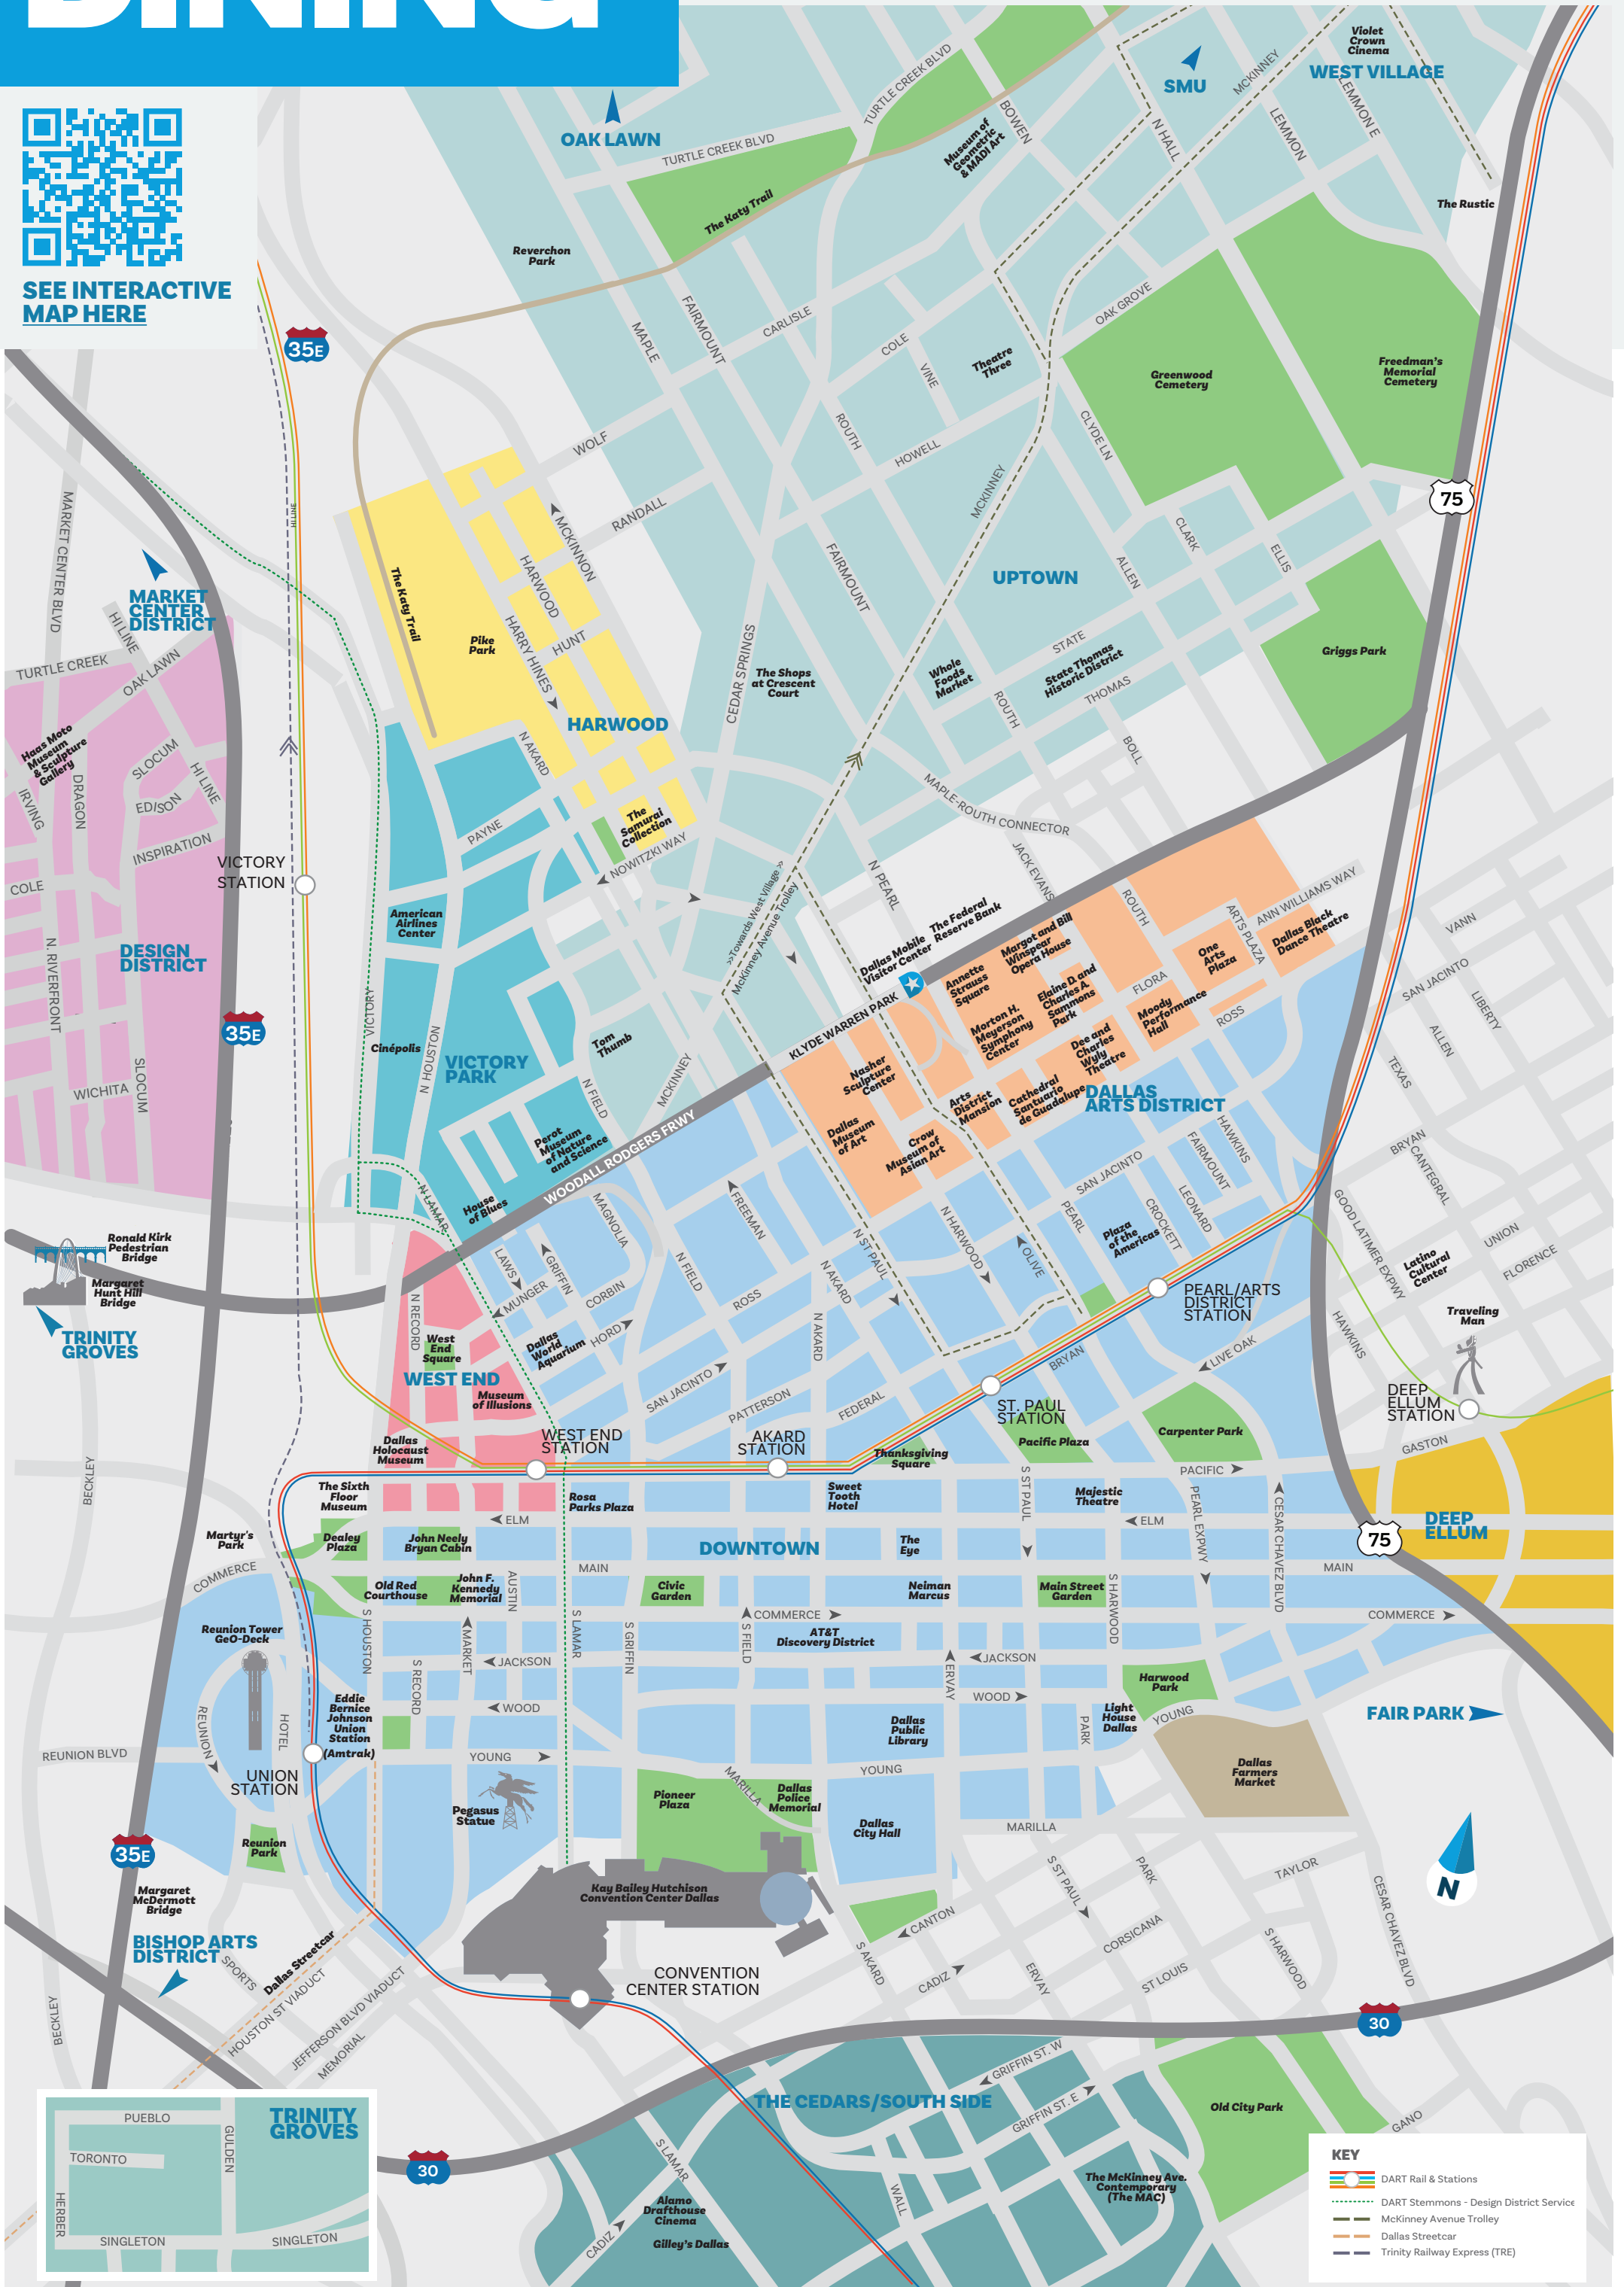 DINING
SEE INTERACTIVE
MAP HERE
OAK LAWN
TURTLE CREEK BLVD
TURTLE CREEK BLVD
The Katy Trail
Reverchon
Park
Museum of
Geometric
& MADI Art
BOWEN
SMU
N HALL
MCKINNEY
Violet
Crown
Cinema
WEST VILLAGE
LEMMON E
LEMMON
The Rustic
35E
MAPLE
FAIRMOUNT
CARLISLE
COLE
VINE
Theatre
Three
OAK GROVE
Greenwood
Cemetery
Freedman's
Memorial
Cemetery
WOLF
ROUTH
HOWELL
CLYDE LN
75
MARKET CENTER BLVD
HI LINE
MCKINNON
RANDALL
MCKINNEY
CLARK
ELLIS
ALLEN
FAIRMOUNT
UPTOWN
MARKET
CENTER
DISTRICT
HI LINE
TURTLE CREEK
OAK LAWN
The Katy Trail
Pike
Park
HARWOOD
HARRY HINES
HUNT
HARWOOD
CEDAR SPRINGS
The Shops
at Crescent
Court
Whole
Foods
Market
STATE
State Thomas
Historic District
THOMAS
ROUTH
BOLL
Griggs Park
Haas Moto
Museum
& Sculpture
Gallery
SLOCUM
HI LINE
IRVING
DRAGON
EDISON
INSPIRATION
COLE
N AKARD
PAYNE
The
Samurai
Collection
NOWITZKI WAY
MAPLE-ROUTH CONNECTOR
JACK EVANS
N PEARL
VICTORY
STATION
American
Airlines
Center
>>Towards West Village>>
McKinney Avenue Trolley
Dallas Mobile
Visitor Center
The Federal
Reserve Bank
KLYDE WARREN PARK
Annette
Strauss
Square
Margot and Bill
Winspear
Opera House
ROUTH
One
Arts
Plaza
ARTS PLAZA
ANN WILLIAMS WAY
Dallas Black
Dance Theatre
VANN
SAN JACINTO
LIBERTY
ALLEN
TEXAS
DESIGN
DISTRICT
N. RIVERFRONT
35E
VICTORY
Cinépolis
N HOUSTON
VICTORY
PARK
Tom
Thumb
N FIELD
MCKINNEY
Morton H.
Meyerson
Symphony
Center
Elaine D. and
Charles A.
Sammons
Park
FLORA
Moody
Performance
Hall
ROSS
Dee and
Charles
Wyly
Theatre
Nasher
Sculpture
Center
Arts
District
Mansion
Cathedral
Santuario
de Guadalupe
DALLAS
ARTS DISTRICT
WICHITA
SLOCUM
Perot
Museum
of Nature
and Science
WOODALL RODGERS FRWY
Dallas
Museum
of Art
Crow
Museum of
Asian Art
SAN JACINTO
FAIRMOUNT
HAWKINS
BRYAN
CANTEGRAL
House
of Blues
N LAMAR
MAGNOLIA
FREEMAN
N ST PAUL
N HARWOOD
OLIVE
PEARL
Plaza
of the
Americas
CROCKETT
LEONARD
GOOD LATIMER EXPWY
Latino
Cultural
Center
UNION
FLORENCE
Ronald Kirk
Pedestrian
Bridge
Margaret
Hunt Hill
Bridge
TRINITY
GROVES
LAWS
GRIFFIN
MUNGER
CORBIN
N FIELD
ROSS
N AKARD
N AKARD
PEARL/ARTS
DISTRICT
STATION
N RECORD
West
End
Square
WEST END
Dallas
World
Aquarium
HORD
Museum
of Illusions
SAN JACINTO
PATTERSON
FEDERAL
BRYAN
LIVE OAK
HAWKINS
Traveling
Man
DEEP
ELLUM
STATION
ST. PAUL
STATION
Pacific Plaza
Carpenter Park
GASTON
Dallas
Holocaust
Museum
WEST END
STATION
AKARD
STATION
Thanksgiving
Square
PACIFIC
BECKLEY
The Sixth
Floor
Museum
Rosa
Parks Plaza
Sweet
Tooth
Hotel
S ST PAUL
Majestic
Theatre
PEARL EXPWY
CESAR CHAVEZ BLVD
ELM
ELM
DEEP
ELLUM
75
Martyr's
Park
Dealey
Plaza
John Neely
Bryan Cabin
DOWNTOWN
The
Eye
MAIN
MAIN
COMMERCE
Old Red
Courthouse
John F.
Kennedy
Memorial
AUSTIN
Civic
Garden
Neiman
Marcus
Main Street
Garden
S HARWOOD
COMMERCE
COMMERCE
Reunion Tower
GeO-Deck
S HOUSTON
MARKET
S LAMAR
S GRIFFIN
S FIELD
AT&T
Discovery District
JACKSON
JACKSON
S RECORD
ERVAY
Harwood
Park
WOOD
WOOD
REUNION
HOTEL
Eddie
Bernice
Johnson
Union
Station
(Amtrak)
Dallas
Public
Library
PARK
Light
House
Dallas
YOUNG
FAIR PARK
REUNION BLVD
UNION
STATION
YOUNG
YOUNG
Dallas
Farmers
Market
Pegasus
Statue
Pioneer
Plaza
MARILLA
Dallas
Police
Memorial
Dallas
City Hall
MARILLA
35E
Reunion
Park
Margaret
McDermott
Bridge
Kay Bailey Hutchison
Convention Center Dallas
CANTON
S ST PAUL
PARK
TAYLOR
CESAR CHAVEZ BLVD
N
BISHOP ARTS
DISTRICT
SPORTS
Dallas Streetcar
HOUSTON ST VIADUCT
JEFFERSON BLVD VIADUCT
MEMORIAL
BECKLEY
CONVENTION
CENTER STATION
S AKARD
CADIZ
ERVAY
CORSICANA
ST LOUIS
S HARWOOD
30
THE CEDARS/SOUTH SIDE
GRIFFIN ST. W
GRIFFIN ST. E
Old City Park
GANO
S LAMAR
WALL
The McKinney Ave.
Contemporary
(The MAC)
Alamo
Drafthouse
Cinema
CADIZ
Gilley's Dallas
30
TRINITY
GROVES
PUEBLO
TORONTO
GULDEN
HERBER
SINGLETON
SINGLETON
KEY
DART Rail & Stations
DART Stemmons - Design District Service
McKinney Avenue Trolley
Dallas Streetcar
Trinity Railway Express (TRE)